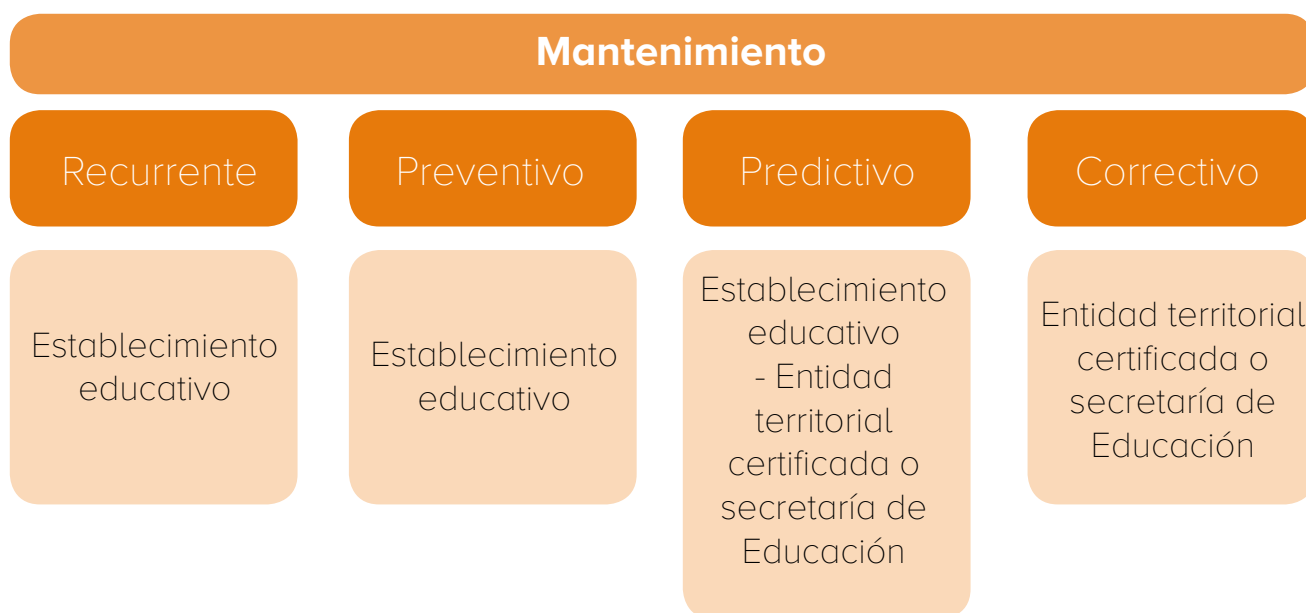 Mantenimiento
Recurrente
Preventivo
Predictivo
Correctivo
Establecimiento
educativo
Establecimiento
educativo
Establecimiento
educativo
- Entidad
territorial
certificada o
secretaría de
Educación
Entidad territorial
certificada o
secretaría de
Educación